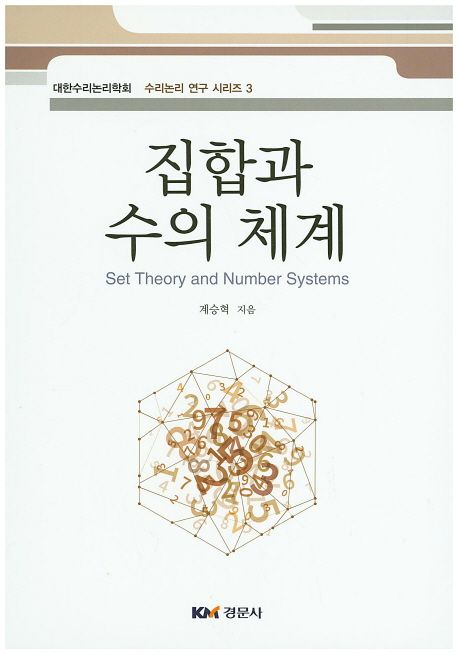 대한수리논리학회 수리논리 연구 시리즈 3
집합과
수의 체계
Set Theory and Number Systems
계승혁 지음
KM 경문사